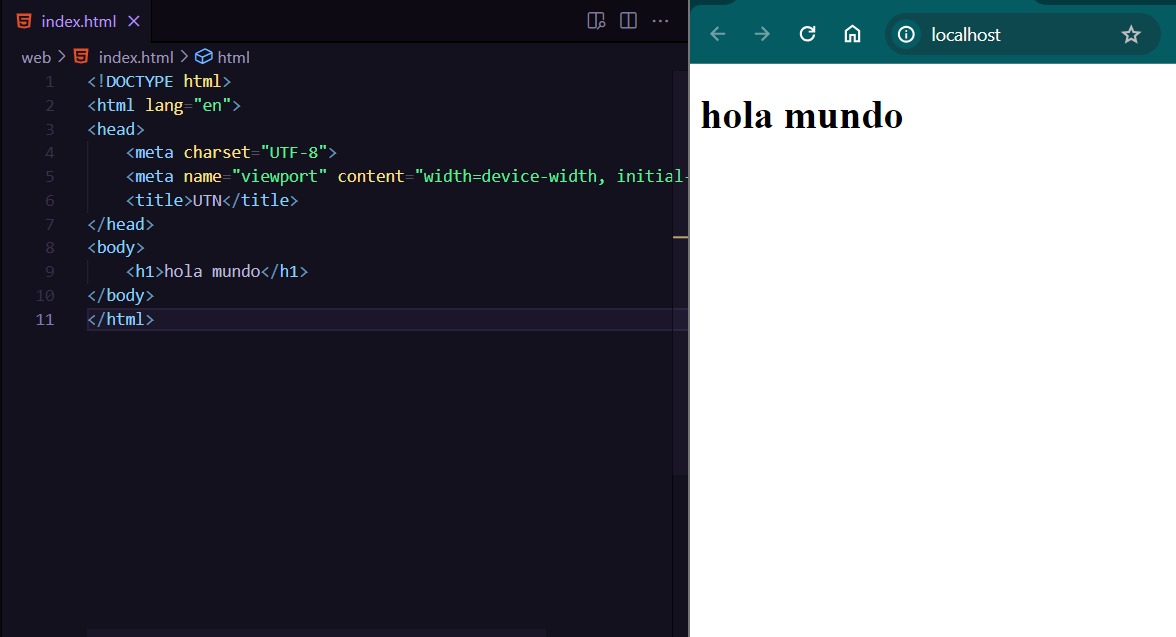 index.html
web > index.html > html
1 <!DOCTYPE html>
2 <html lang="en">
3 <head>
4 <meta charset="UTF-8">
5 <meta name="viewport" content="width=device-width, initial-
6 <title>UTN</title>
7 </head>
8 <body>
9 <h1>hola mundo</h1>
10 </body>
11 </html>
localhost
hola mundo